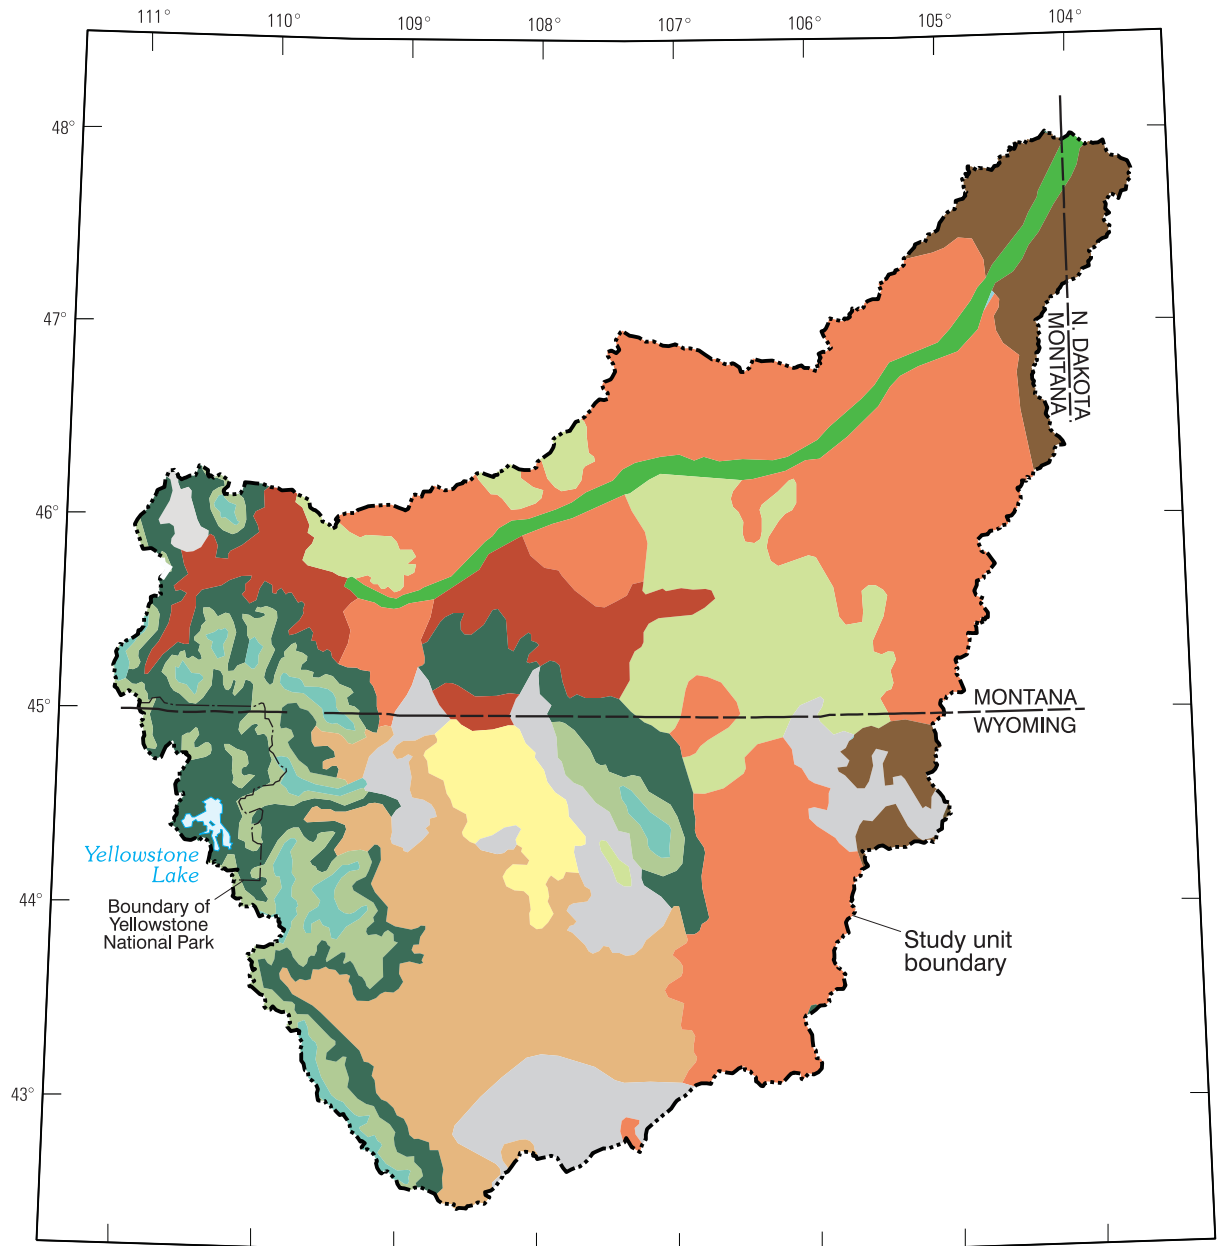 111° 110° 109° 108° 107° 106° 105° 104°
48°
47°
N. DAKOTA
MONTANA
46°
45°
MONTANA
WYOMING
Yellowstone
Lake
44°
Boundary of
Yellowstone
National Park
Study unit
boundary
43°